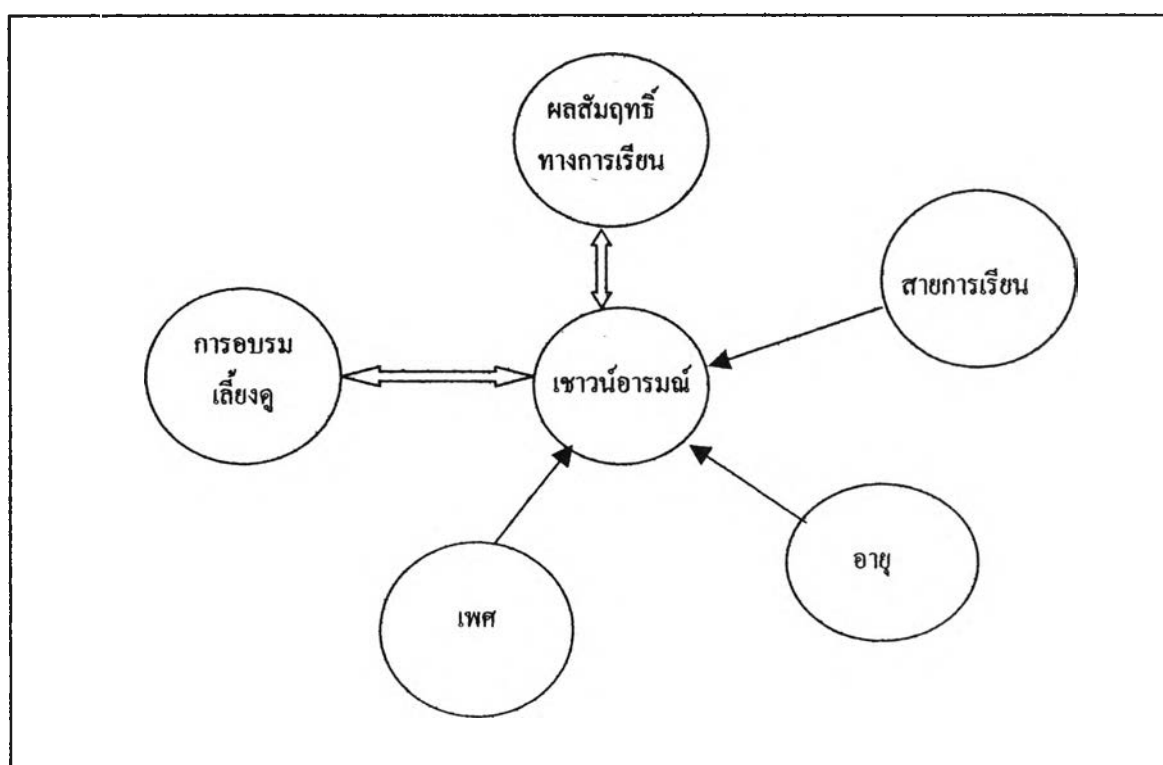 ผลสัมฤทธิ์
ทางการเรียน
สายการเรียน
การอบรม
เลี้ยงดู
เชาวน์อารมณ์
อายุ
เพศ